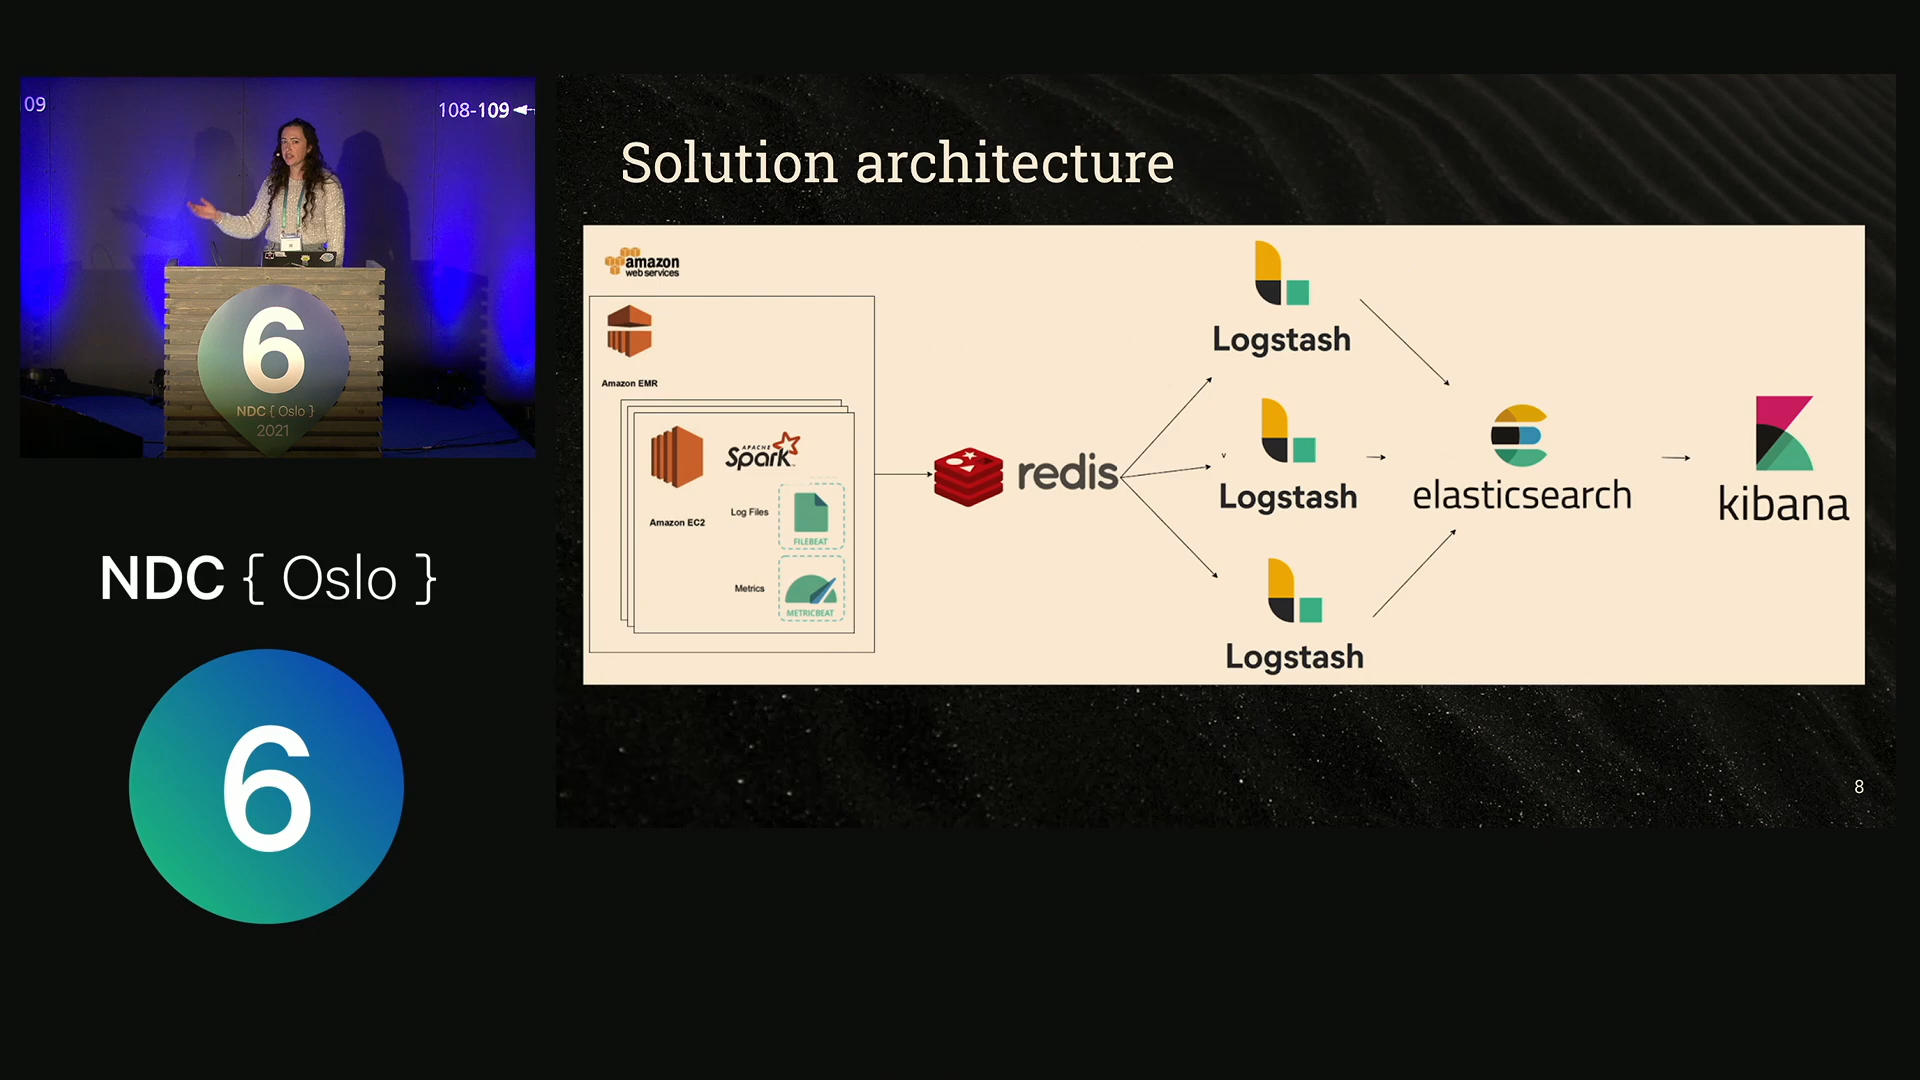 09
108-109
6
NDC { Oslo }
2021
NDC { Oslo }
6
Solution architecture
amazon
web services
Amazon EMR
Amazon EC2
APACHE
Spark
Log Files
FILEBEAT
Metrics
METRICBEAT
redis
Logstash
v
Logstash
Logstash
elasticsearch
kibana
8